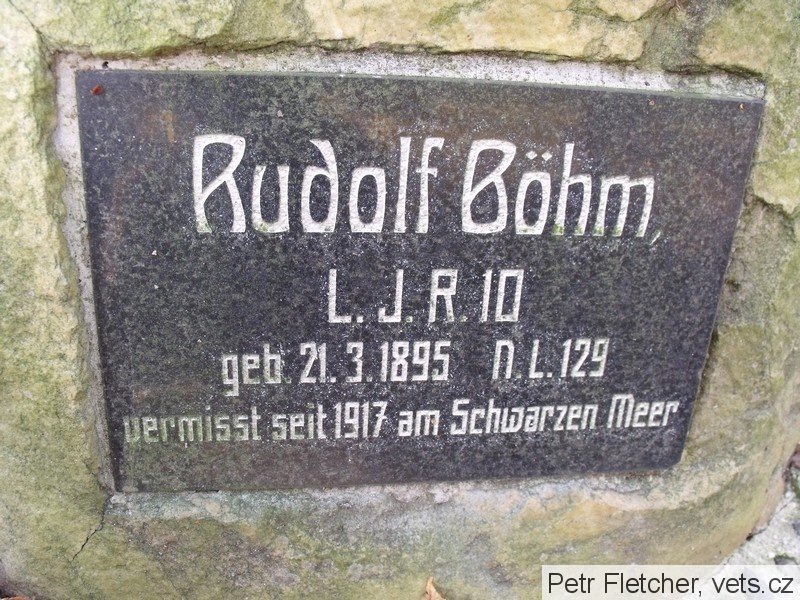 Rudolf Böhm,
L. J. R. 10
geb. 21. 3. 1895 N. L. 129
vermisst seit 1917 am Schwarzen Meer
Petr Fletcher, vets.cz